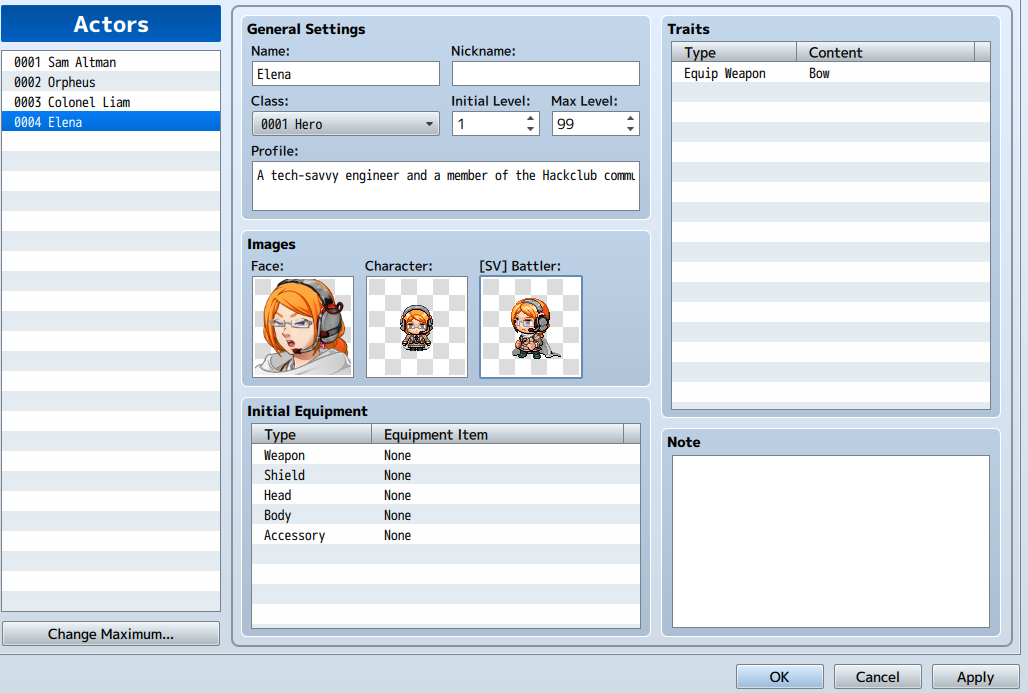 Actors
0001 Sam Altman
0002 Orpheus
0003 Colonel Liam
0004 Elena
Change Maximum...
General Settings
Name:
Nickname:
Elena
Class:
Initial Level:
Max Level:
0001 Hero
1
99
Profile:
A tech-savvy engineer and a member of the Hackclub
Images
Face:
Character:
[SV] Battler:
Initial Equipment
Type
Equipment Item
Weapon
None
Shield
None
Head
None
Body
None
Accessory
None
Traits
Type
Content
Equip Weapon
Bow
Note
OK
Cancel
Apply